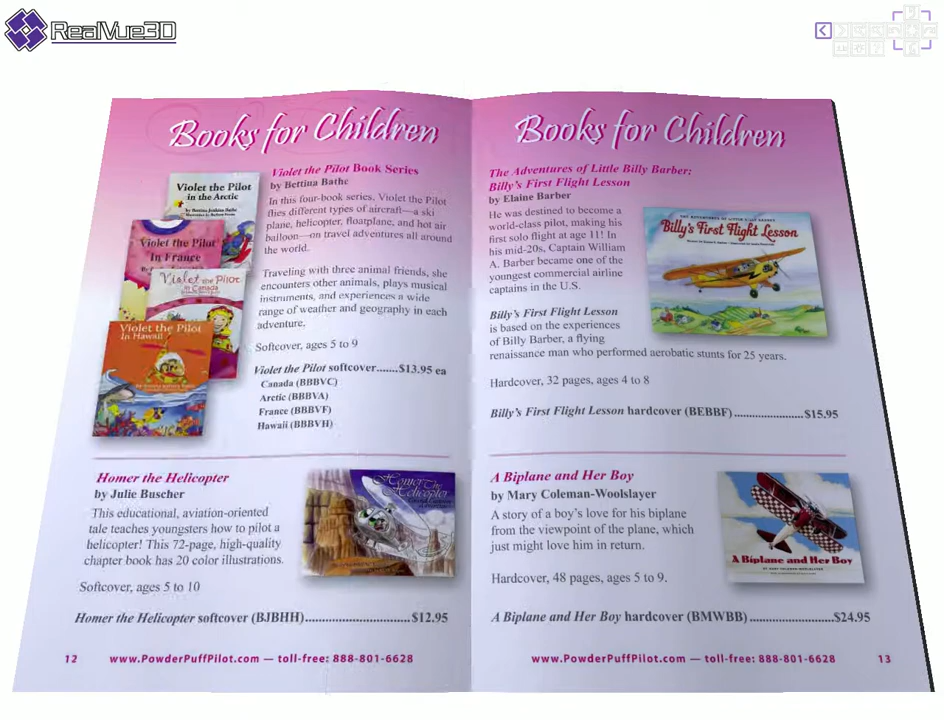 RealVue3D
Books for Children
Violet the Pilot Book Series
by Bettina Bathe
In this four-book series, Violet the Pilot
flies different types of aircraft—a ski
plane, helicopter, floatplane, and hot air
balloon—on travel adventures all around
the world.
Traveling with three animal friends, she
encounters other animals, plays musical
instruments, and experiences a wide
range of weather and geography in each
adventure.
Softcover, ages 5 to 9
Violet the Pilot softcover.......$13.95 ea
Canada (BBBVC)
Arctic (BBBVA)
France (BBBVF)
Hawaii (BBBVH)
Violet the Pilot
in the Arctic
Violet the Pilot
In France
Violet the Pilot
in Canada
Violet the Pilot
In Hawaii
Homer the Helicopter
by Julie Buscher
This educational, aviation-oriented
tale teaches youngsters how to pilot a
helicopter! This 72-page, high-quality
chapter book has 20 color illustrations.
Softcover, ages 5 to 10
Homer the Helicopter softcover (BJBHH)................................$12.95
Homer The
Helicopter
12 www.PowderPuffPilot.com — toll-free: 888-801-6628
Books for Children
The Adventures of Little Billy Barber:
Billy's First Flight Lesson
by Elaine Barber
He was destined to become a
world-class pilot, making his
first solo flight at age 11! In
his mid-20s, Captain William
A. Barber became one of the
youngest commercial airline
captains in the U.S.
Billy's First Flight Lesson
is based on the experiences
of Billy Barber, a flying
renaissance man who performed aerobatic stunts for 25 years.
Hardcover, 32 pages, ages 4 to 8
Billy's First Flight Lesson hardcover (BEBBF) .....................$15.95
THE ADVENTURES OF LITTLE BILLY BARBER
Billy's First Flight Lesson
A Biplane and Her Boy
by Mary Coleman-Woolslayer
A story of a boy's love for his biplane
from the viewpoint of the plane, which
just might love him in return.
Hardcover, 48 pages, ages 5 to 9.
A Biplane and Her Boy hardcover (BMWBB) .........................$24.95
A Biplane and Her Boy
BY MARY COLEMAN-WOOLSLAYER
www.PowderPuffPilot.com — toll-free: 888-801-6628 13